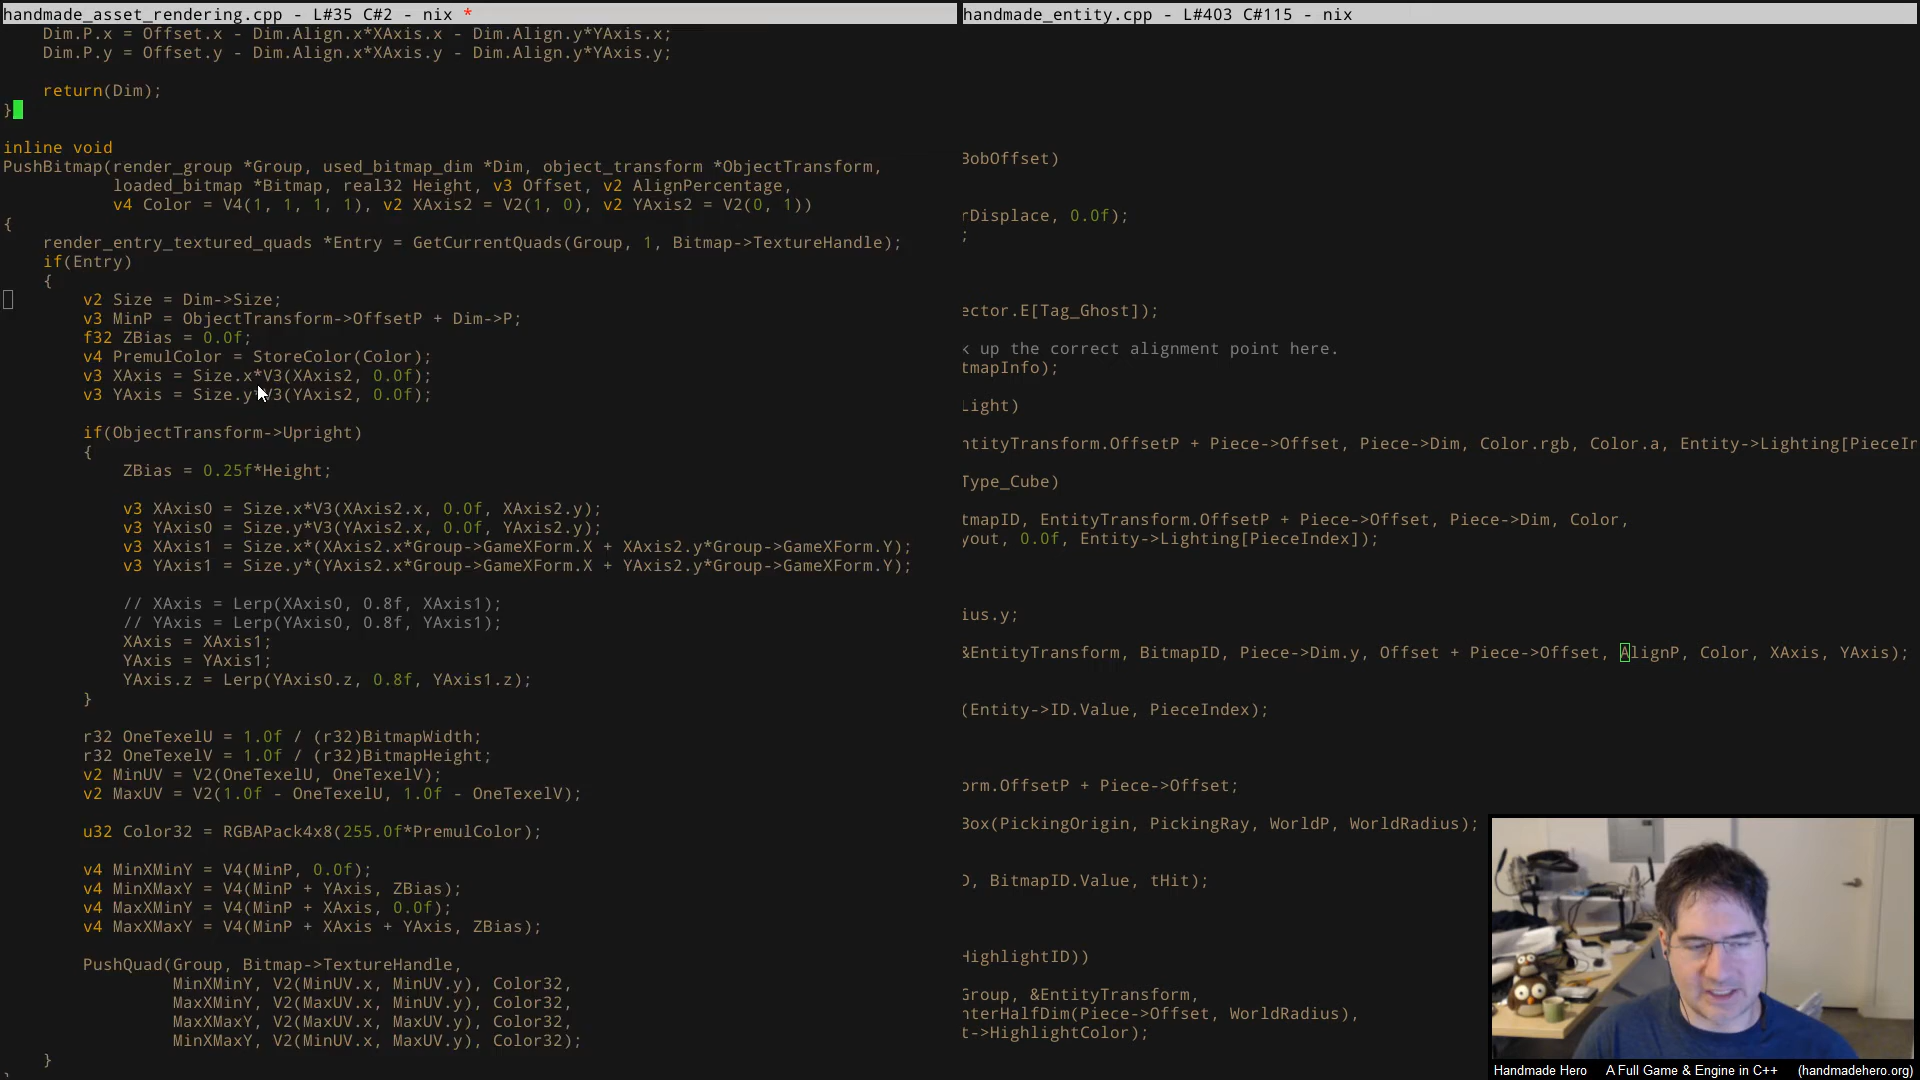 handmade_asset_rendering.cpp - L#35 C#2 - nix *
Dim.P.x = Offset.x - Dim.Align.x*XAxis.x - Dim.Align.y*YAxis.x;
Dim.P.y = Offset.y - Dim.Align.x*XAxis.y - Dim.Align.y*YAxis.y;
return(Dim);
}
inline void
PushBitmap(render_group *Group, used_bitmap_dim *Dim, object_transform *ObjectTransform,
loaded_bitmap *Bitmap, real32 Height, v3 Offset, v2 AlignPercentage,
v4 Color = V4(1, 1, 1, 1), v2 XAxis2 = V2(1, 0), v2 YAxis2 = V2(0, 1))
{
render_entry_textured_quads *Entry = GetCurrentQuads(Group, 1, Bitmap->TextureHandle);
if(Entry)
{
v2 Size = Dim->Size;
v3 MinP = ObjectTransform->OffsetP + Dim->P;
f32 ZBias = 0.0f;
v4 PremulColor = StoreColor(Color);
v3 XAxis = Size.x*V3(XAxis2, 0.0f);
v3 YAxis = Size.y*V3(YAxis2, 0.0f);
if(ObjectTransform->Upright)
{
ZBias = 0.25f*Height;
v3 XAxis0 = Size.x*V3(XAxis2.x, 0.0f, XAxis2.y);
v3 YAxis0 = Size.y*V3(YAxis2.x, 0.0f, YAxis2.y);
v3 XAxis1 = Size.x*(XAxis2.x*Group->GameXForm.X + XAxis2.y*Group->GameXForm.Y);
v3 YAxis1 = Size.y*(YAxis2.x*Group->GameXForm.X + YAxis2.y*Group->GameXForm.Y);
// XAxis = Lerp(XAxis0, 0.8f, XAxis1);
// YAxis = Lerp(YAxis0, 0.8f, YAxis1);
XAxis = XAxis1;
YAxis = YAxis1;
YAxis.z = Lerp(YAxis0.z, 0.8f, YAxis1.z);
}
r32 OneTexelU = 1.0f / (r32)BitmapWidth;
r32 OneTexelV = 1.0f / (r32)BitmapHeight;
v2 MinUV = V2(OneTexelU, OneTexelV);
v2 MaxUV = V2(1.0f - OneTexelU, 1.0f - OneTexelV);
u32 Color32 = RGBAPack4x8(255.0f*PremulColor);
v4 MinXMinY = V4(MinP, 0.0f);
v4 MinXMaxY = V4(MinP + YAxis, ZBias);
v4 MaxXMinY = V4(MinP + XAxis, 0.0f);
v4 MaxXMaxY = V4(MinP + XAxis + YAxis, ZBias);
PushQuad(Group, Bitmap->TextureHandle,
MinXMinY, V2(MinUV.x, MinUV.y), Color32,
MaxXMinY, V2(MaxUV.x, MinUV.y), Color32,
MaxXMaxY, V2(MaxUV.x, MaxUV.y), Color32,
MinXMaxY, V2(MinUV.x, MaxUV.y), Color32);
}
handmade_entity.cpp - L#403 C#115 - nix
BobOffset)
rDisplace, 0.0f);
;
ector.E[Tag_Ghost]);
k up the correct alignment point here.
tmapInfo);
Light)
ntityTransform.OffsetP + Piece->Offset, Piece->Dim, Color.rgb, Color.a, Entity->Lighting[PieceIn
Type_Cube)
tmapID, EntityTransform.OffsetP + Piece->Offset, Piece->Dim, Color,
yout, 0.0f, Entity->Lighting[PieceIndex]);
ius.y;
&EntityTransform, BitmapID, Piece->Dim.y, Offset + Piece->Offset, AlignP, Color, XAxis, YAxis);
(Entity->ID.Value, PieceIndex);
orm.OffsetP + Piece->Offset;
Box(PickingOrigin, PickingRay, WorldP, WorldRadius);
D, BitmapID.Value, tHit);
HighlightID))
Group, &EntityTransform,
nterHalfDim(Piece->Offset, WorldRadius),
t->HighlightColor);
Handmade Hero A Full Game & Engine in C++ (handmadehero.org)